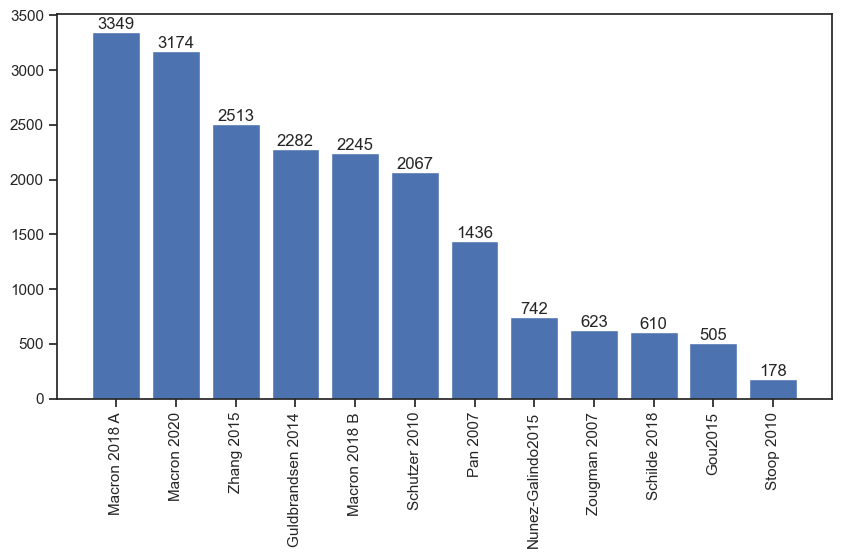 3500
3000
2500
2000
1500
1000
500
0
3349
3174
2513
2282
2245
2067
1436
742
623
610
505
178
Macron 2018 A
Macron 2020
Zhang 2015
Guldbrandsen 2014
Macron 2018 B
Schutzer 2010
Pan 2007
Nunez-Galindo2015
Zougman 2007
Schilde 2018
Gou2015
Stoop 2010